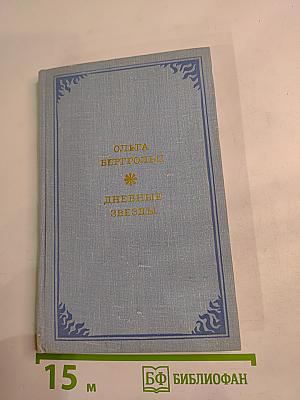 ОЛЬГА
БЕРГГОЛЬЦ
ДНЕВНЫЕ
ЗВЕЗДЫ
15 м
БФ БИБЛИОФАН